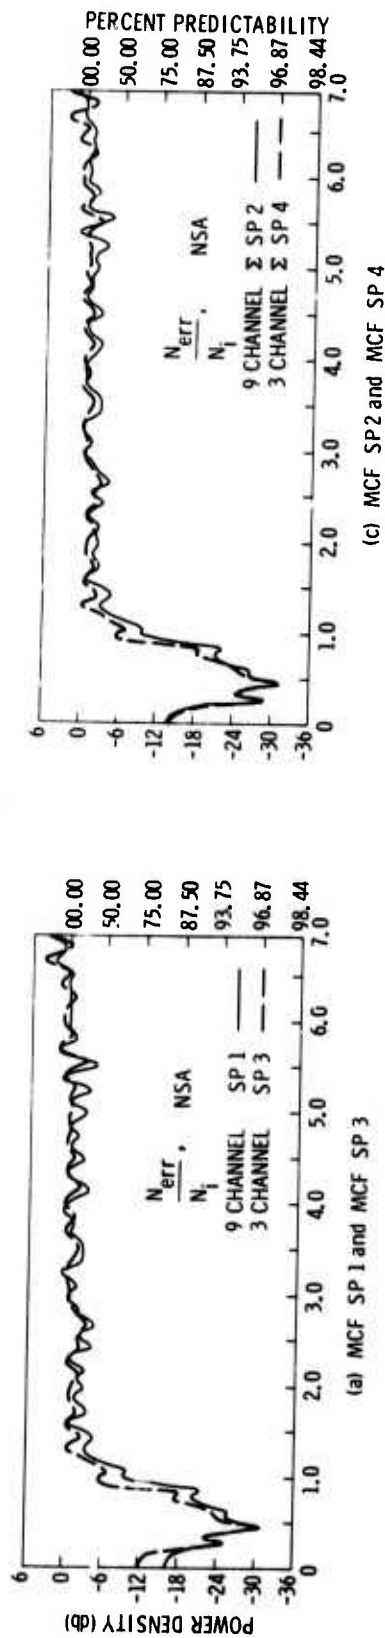 POWER DENSITY (db)
6
0
-6
-12
-18
-24
-30
-36
N_err
N_i
, NSA
9 CHANNEL SP 1
3 CHANNEL SP 3
00.00
50.00
75.00
87.50
93.75
96.87
98.44
0 1.0 2.0 3.0 4.0 5.0 6.0 7.0
(a) MCF SP 1 and MCF SP 3
6
0
-6
-12
-18
-24
-30
-36
N_err
N_i
, NSA
9 CHANNEL Σ SP 2
3 CHANNEL Σ SP 4
PERCENT PREDICTABILITY
00.00
50.00
75.00
87.50
93.75
96.87
98.44
0 1.0 2.0 3.0 4.0 5.0 6.0 7.0
(c) MCF SP 2 and MCF SP 4